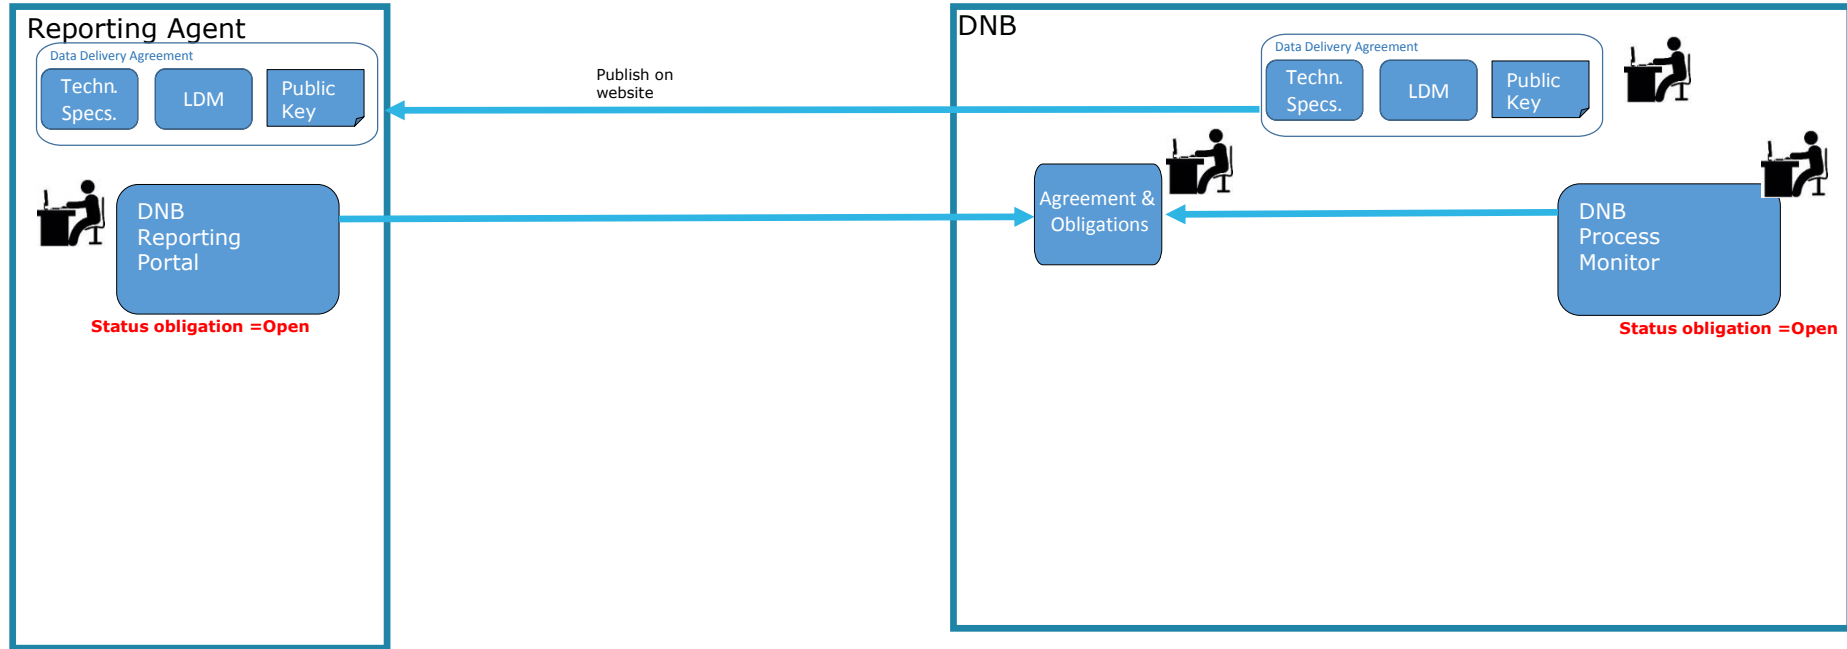 Reporting Agent
Data Delivery Agreement
Techn.
Specs.
LDM
Public
Key
DNB
Reporting
Portal
Status obligation =Open
Publish on
website
DNB
Data Delivery Agreement
Techn.
Specs.
LDM
Public
Key
Agreement &
Obligations
DNB
Process
Monitor
Status obligation =Open